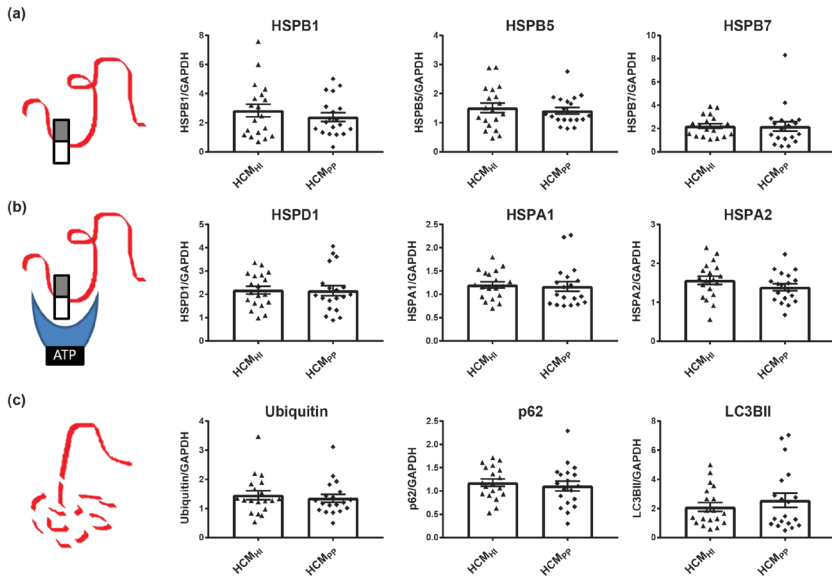 (a)
HSPB1
HSPB1/GAPDH
8
6
4
2
0
HCMHI
HCMPP
HSPB5
HSPB5/GAPDH
4
3
2
1
0
HCMHI
HCMPP
HSPB7
HSPB7/GAPDH
10
8
6
4
2
0
HCMHI
HCMPP
(b)
ATP
HSPD1
HSPD1/GAPDH
5
4
3
2
1
0
HCMHI
HCMPP
HSPA1
HSPA1/GAPDH
2.5
2.0
1.5
1.0
0.5
0.0
HCMHI
HCMPP
HSPA2
HSPA2/GAPDH
3
2
1
0
HCMHI
HCMPP
(c)
Ubiquitin
Ubiquitin/GAPDH
4
3
2
1
0
HCMHI
HCMPP
p62
p62/GAPDH
2.5
2.0
1.5
1.0
0.5
0.0
HCMHI
HCMPP
LC3BII
LC3BII/GAPDH
8
6
4
2
0
HCMHI
HCMPP